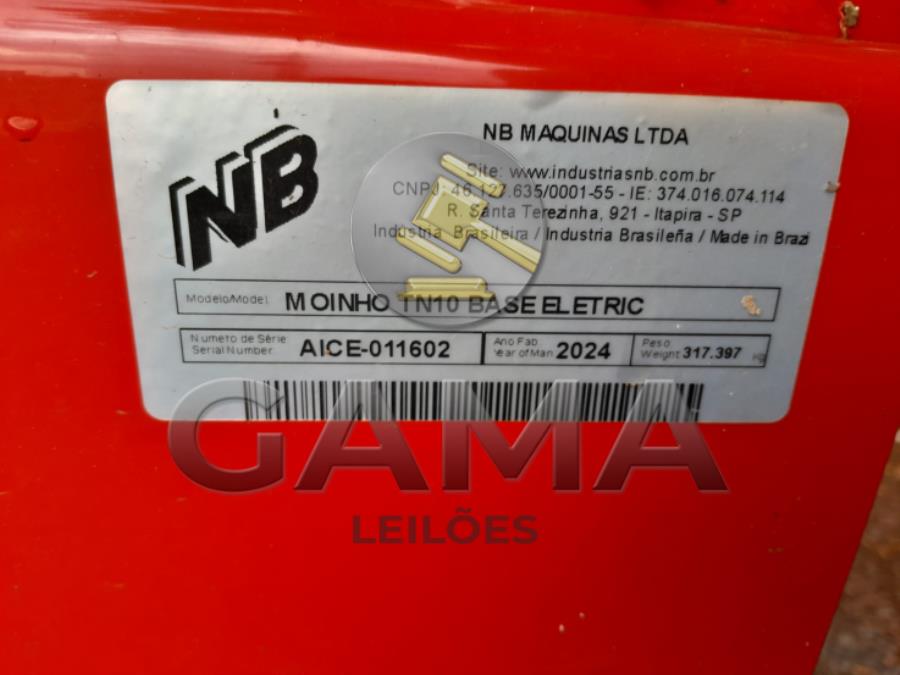 NB
NB MAQUINAS LTDA
Site: www.industriasnb.com.br
CNPJ: 46.127.635/0001-55 - IE: 374.016.074.114
R. Santa Terezinha, 921 - Itapira - SP
Industria Brasileira / Industria Brasileña / Made in Brazi
Modelo/Model: MOINHO TN10 BASE ELETRIC
Numero de Série
Serial Number: AICE-011602
Ano Fab.
Year of Man. 2024
Peso
Weight 317.397 kg
GAMA
LEILÕES